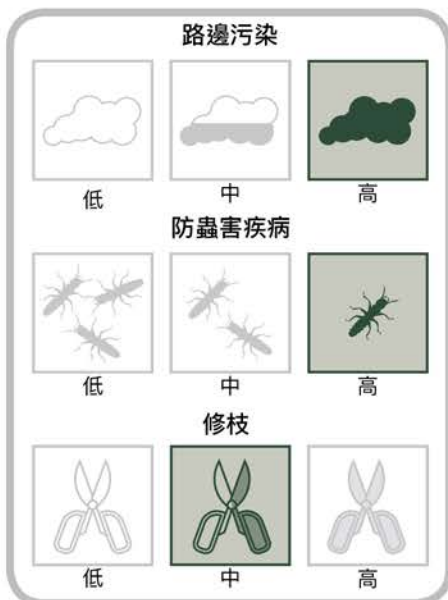 路邊污染
低 中 高
防蟲害疾病
低 中 高
修枝
低 中 高